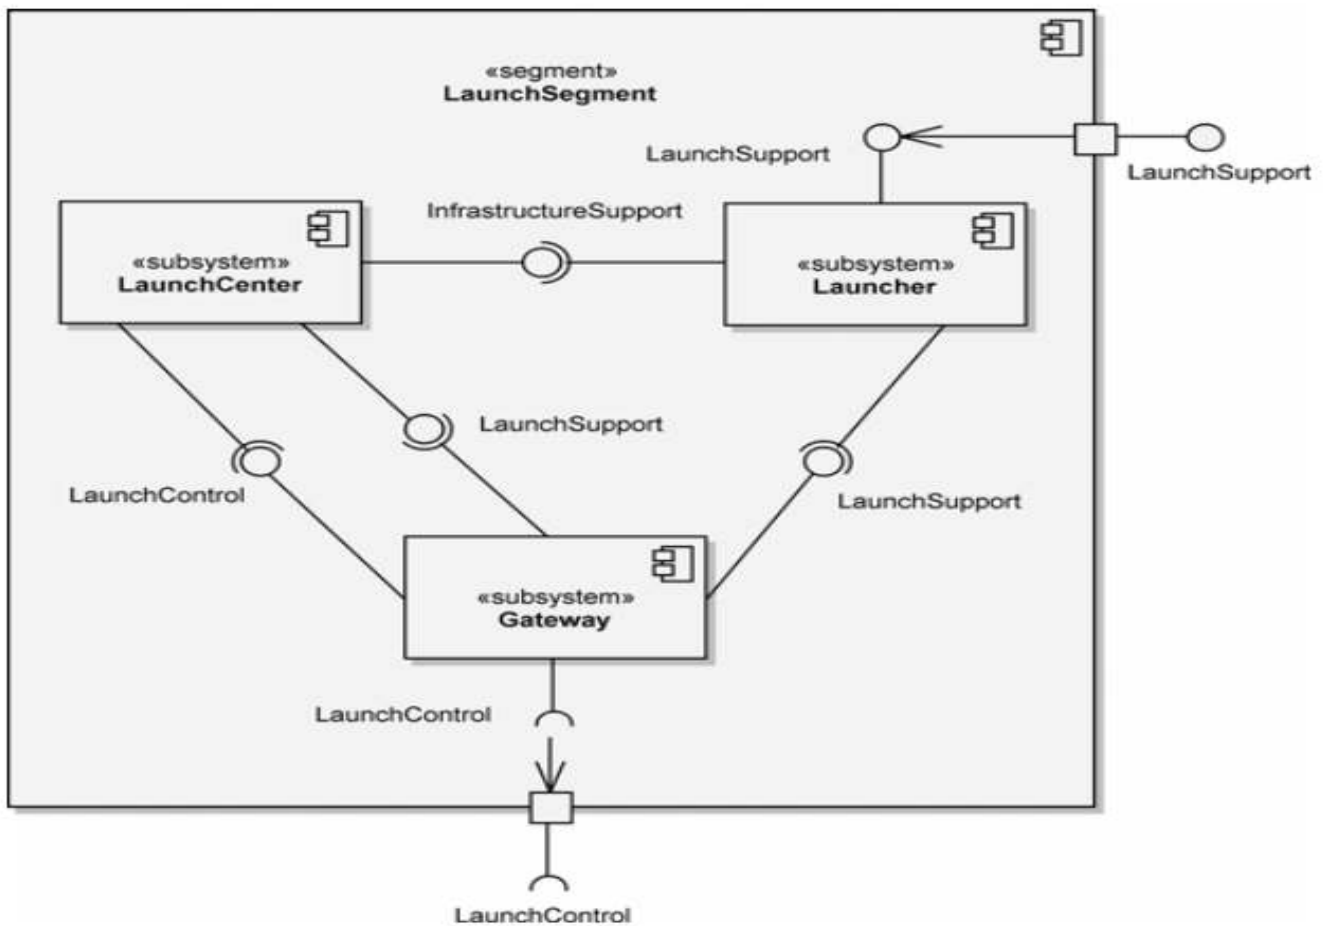 «segment»
LaunchSegment
LaunchSupport
LaunchSupport
InfrastructureSupport
«subsystem»
LaunchCenter
«subsystem»
Launcher
LaunchSupport
LaunchControl
LaunchSupport
«subsystem»
Gateway
LaunchControl
LaunchControl